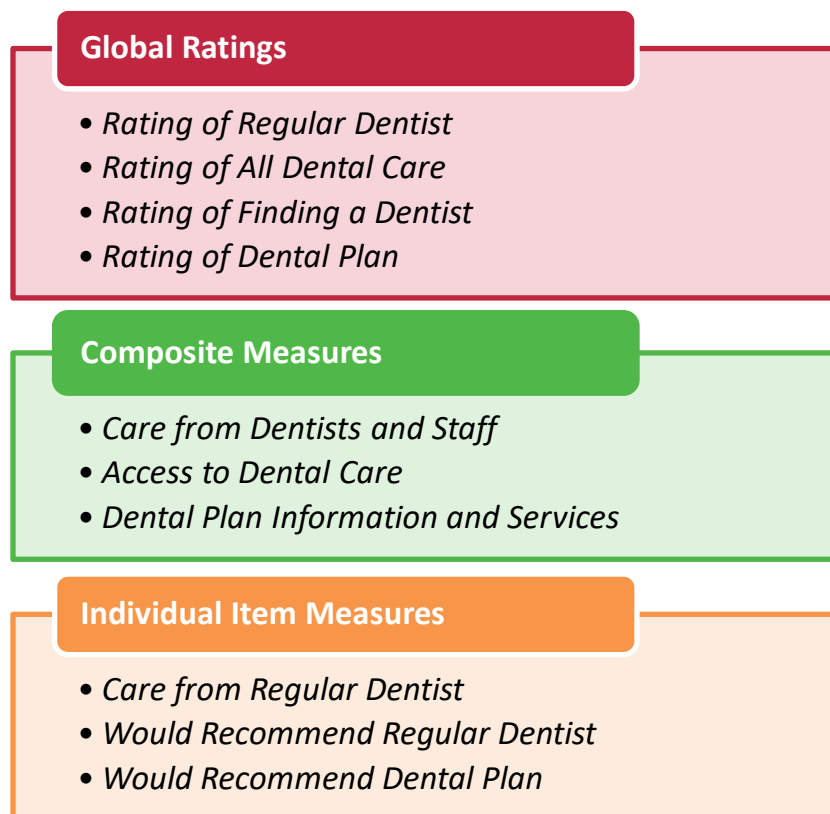 Global Ratings
• Rating of Regular Dentist
• Rating of All Dental Care
• Rating of Finding a Dentist
• Rating of Dental Plan
Composite Measures
• Care from Dentists and Staff
• Access to Dental Care
• Dental Plan Information and Services
Individual Item Measures
• Care from Regular Dentist
• Would Recommend Regular Dentist
• Would Recommend Dental Plan